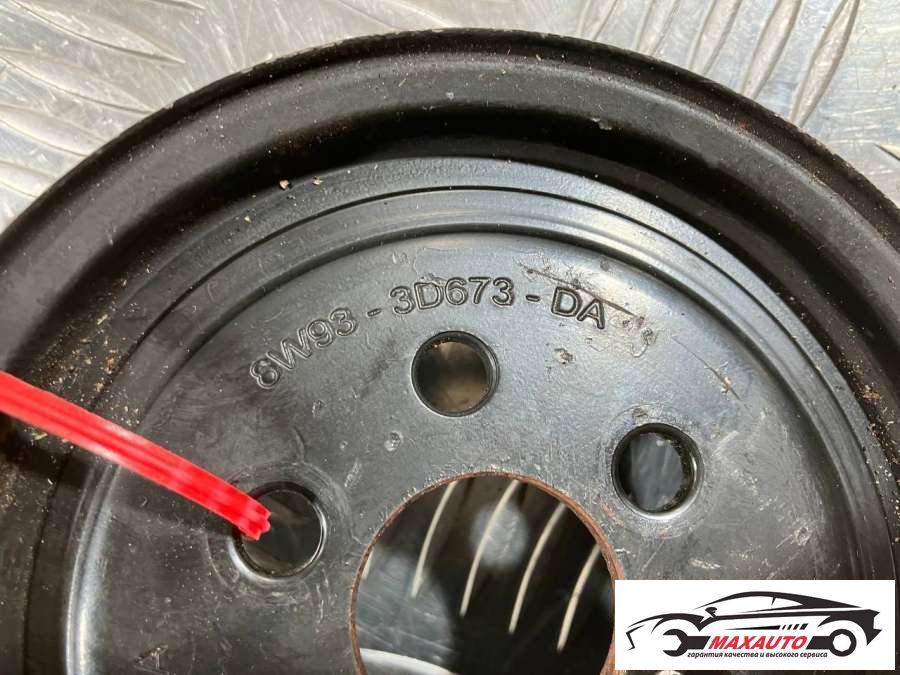 8W93 - 3D673 - DA
MAXAUTO
гарантия качества и высокого сервиса